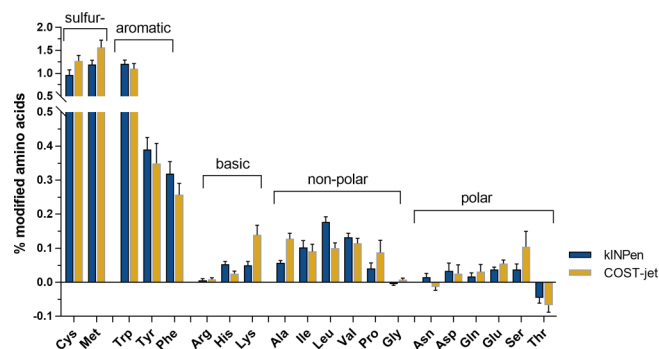 sulfur-
aromatic
basic
non-polar
polar
% modified amino acids
2.0
1.5
1.0
0.5
0.5
0.4
0.3
0.2
0.1
0.0
-0.1
Cys
Met
Trp
Tyr
Phe
Arg
His
Lys
Ala
Ile
Leu
Val
Pro
Gly
Asn
Asp
Gln
Glu
Ser
Thr
kINPen
COST-jet